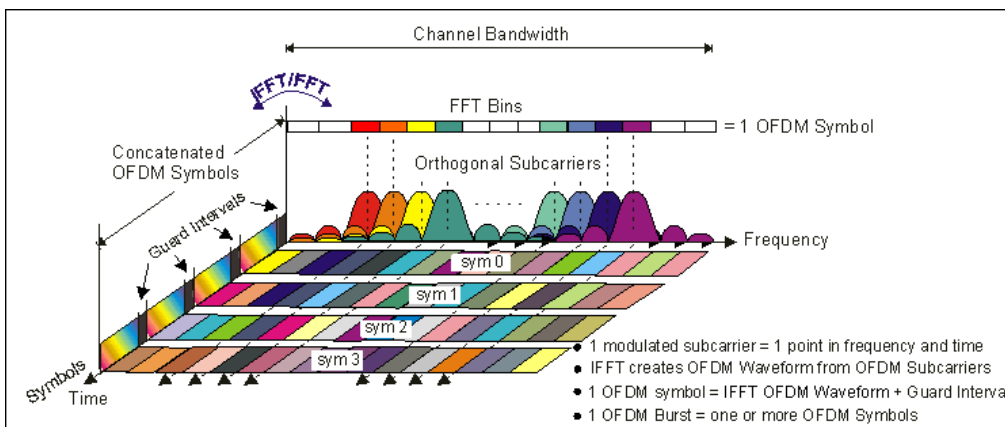 Channel Bandwidth
IFFT/FFT
FFT Bins
= 1 OFDM Symbol
Concatenated
OFDM Symbols
Orthogonal Subcarriers
Guard Intervals
Frequency
sym 0
sym 1
sym 2
sym 3
Symbols
Time
1 modulated subcarrier = 1 point in frequency and time
IFFT creates OFDM Waveform from OFDM Subcarriers
1 OFDM symbol = IFFT OFDM Waveform + Guard Interva
1 OFDM Burst = one or more OFDM Symbols